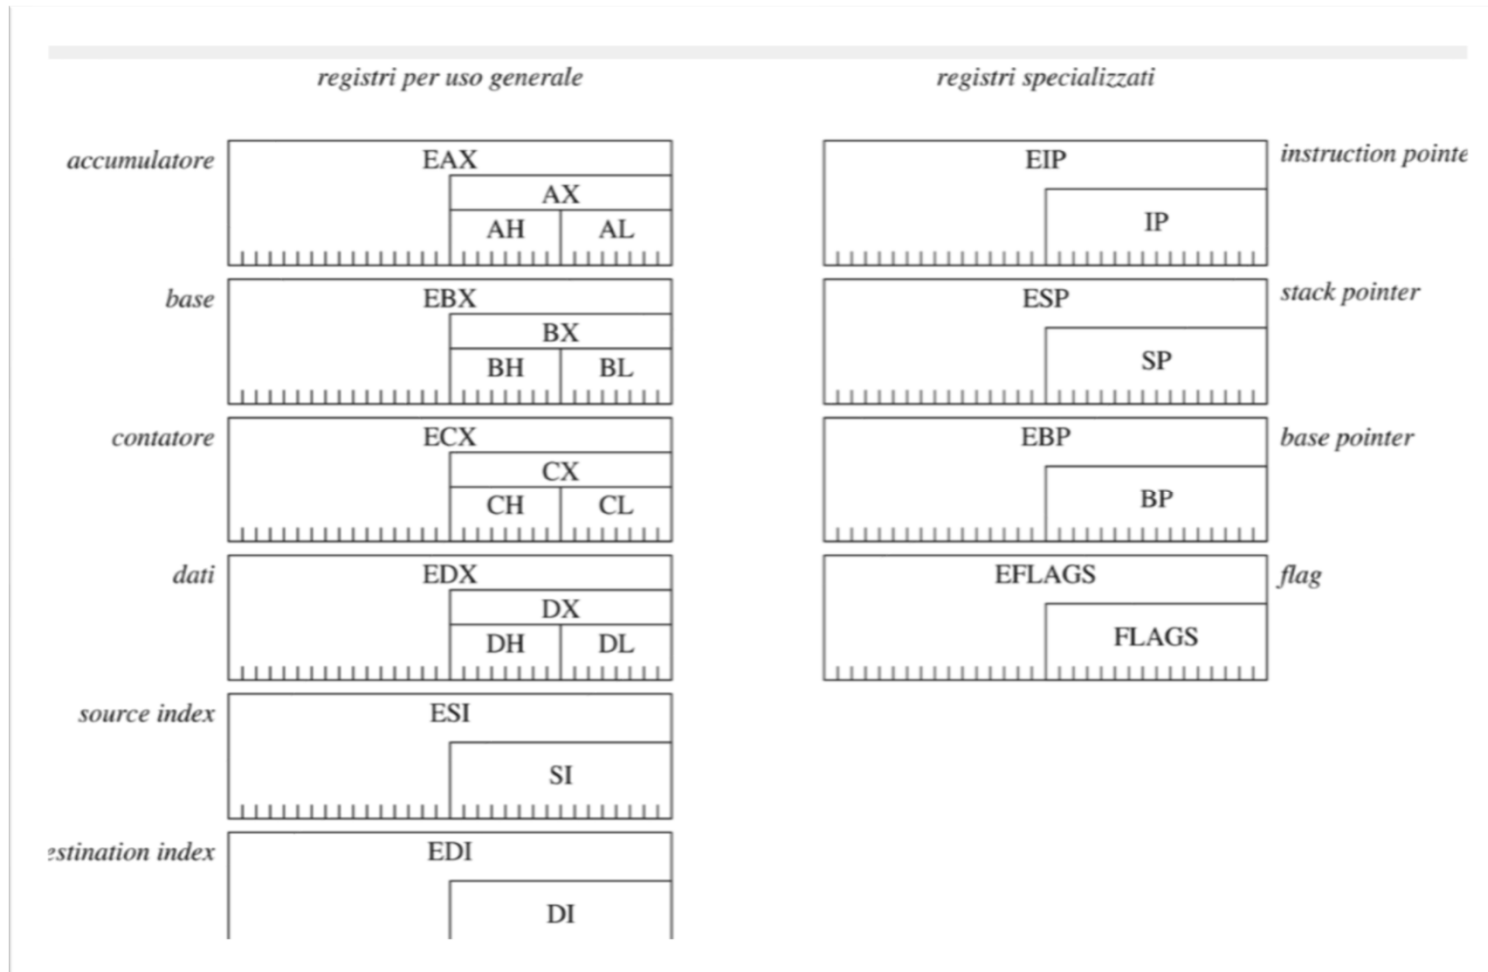 registri per uso generale
registri specializzati
accumulatore
EAX
AX
AH AL
base
EBX
BX
BH BL
contatore
ECX
CX
CH CL
dati
EDX
DX
DH DL
source index
ESI
SI
estination index
EDI
DI
EIP
instruction pointe
IP
ESP
stack pointer
SP
EBP
base pointer
BP
EFLAGS
flag
FLAGS